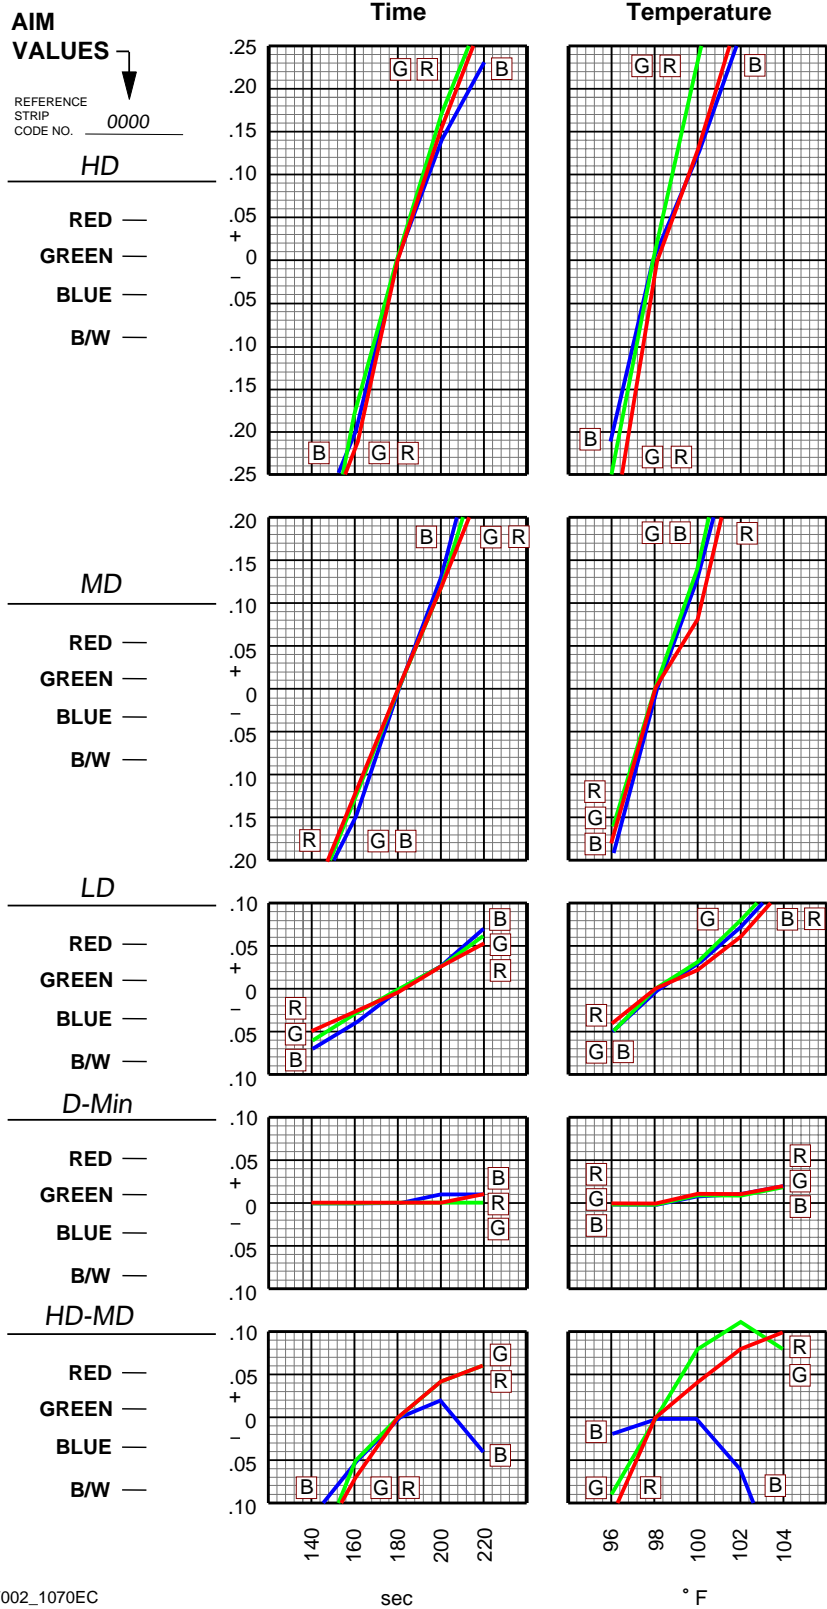 AIM
VALUES
Time
Temperature
REFERENCE
STRIP
CODE NO. 0000
HD
RED —
GREEN —
BLUE —
B/W —
.25
.20
.15
.10
.05
+
0
–
.05
.10
.15
.20
.25
G R B
B G R
G R B
B
G R
MD
RED —
GREEN —
BLUE —
B/W —
.20
.15
.10
.05
+
0
–
.05
.10
.15
.20
B G R
R G B
G B R
R
G
B
LD
RED —
GREEN —
BLUE —
B/W —
.10
.05
+
0
–
.05
.10
B
G
R
R
G
B
G B R
R
G B
D-Min
RED —
GREEN —
BLUE —
B/W —
.10
.05
+
0
–
.05
.10
B
R
G
R
G
B
R
G
B
HD-MD
RED —
GREEN —
BLUE —
B/W —
.10
.05
+
0
–
.05
.10
G
R
B
B G R
R
G
B
G R B
140 160 180 200 220
96 98 100 102 104
sec
° F
002_1070EC